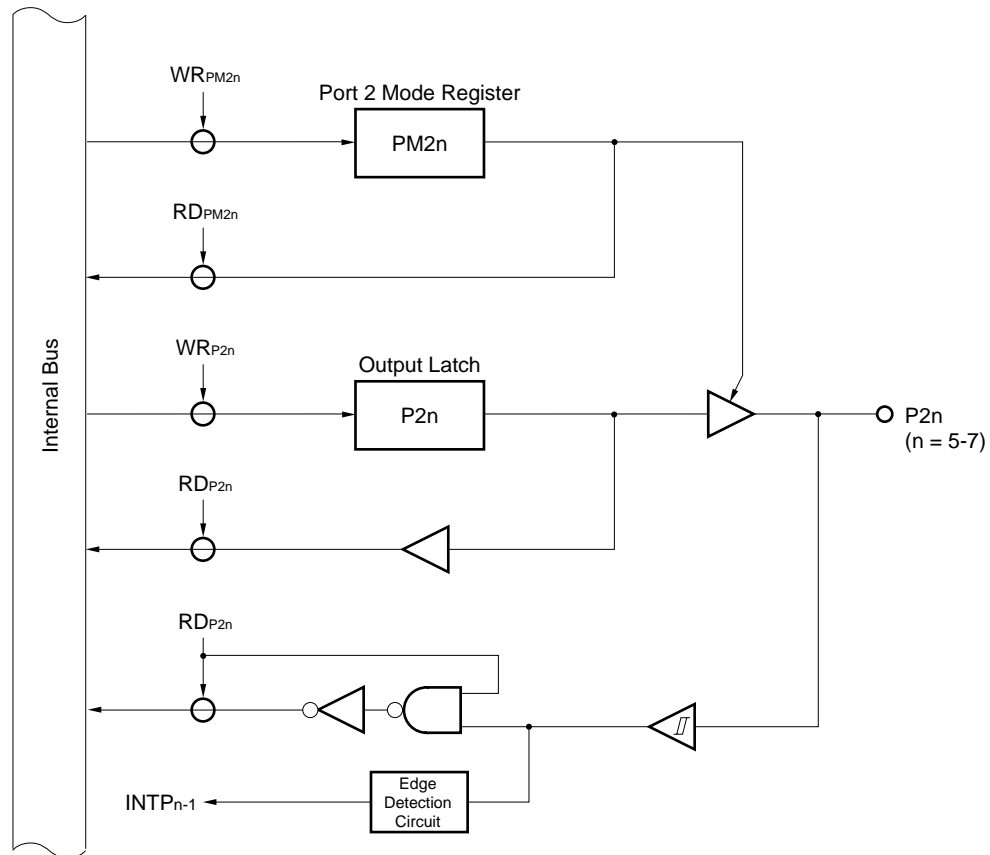 WRPM2n
Port 2 Mode Register
PM2n
RDPM2n
Internal Bus
WRP2n
Output Latch
P2n
P2n
(n = 5-7)
RDP2n
RDP2n
Edge
Detection
Circuit
INTPn-1